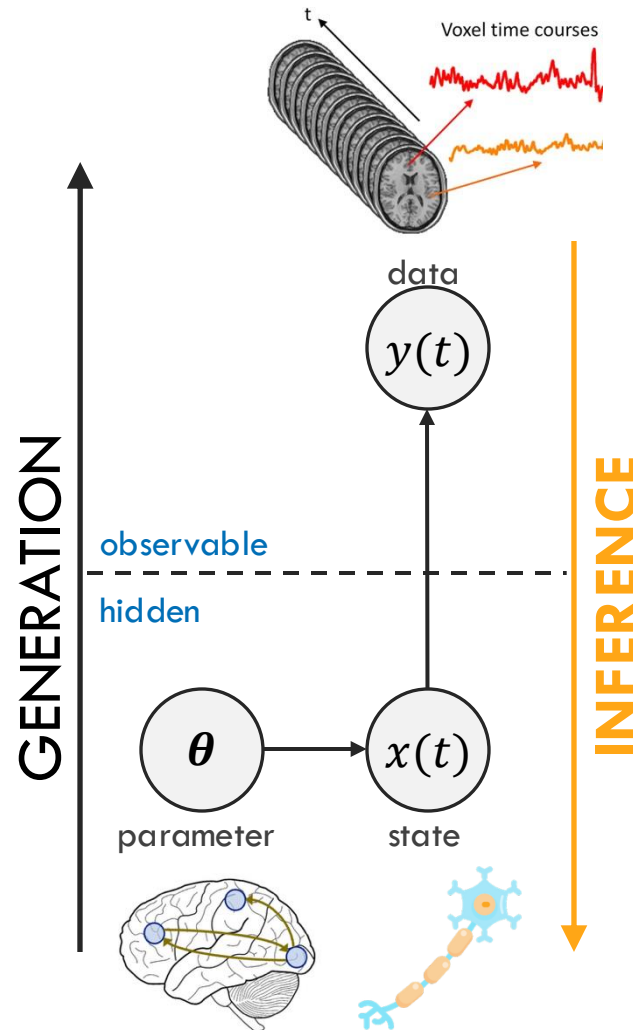 t
Voxel time courses
data
y(t)
GENERATION
observable
hidden
INFERENCE
θ
x(t)
parameter
state